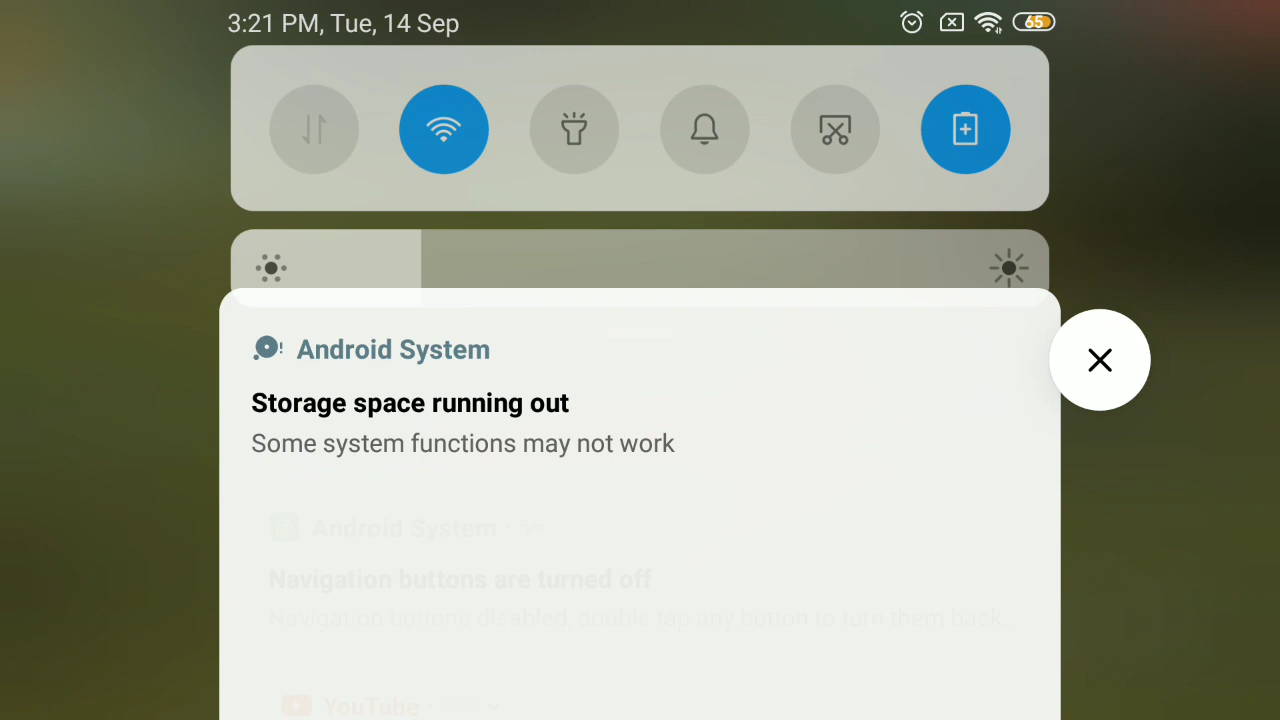 3:21 PM, Tue, 14 Sep
65
Android System
Storage space running out
Some system functions may not work
Android System
Navigation buttons are turned off
Navigation buttons disabled, double tap any button to turn them back...
YouTube